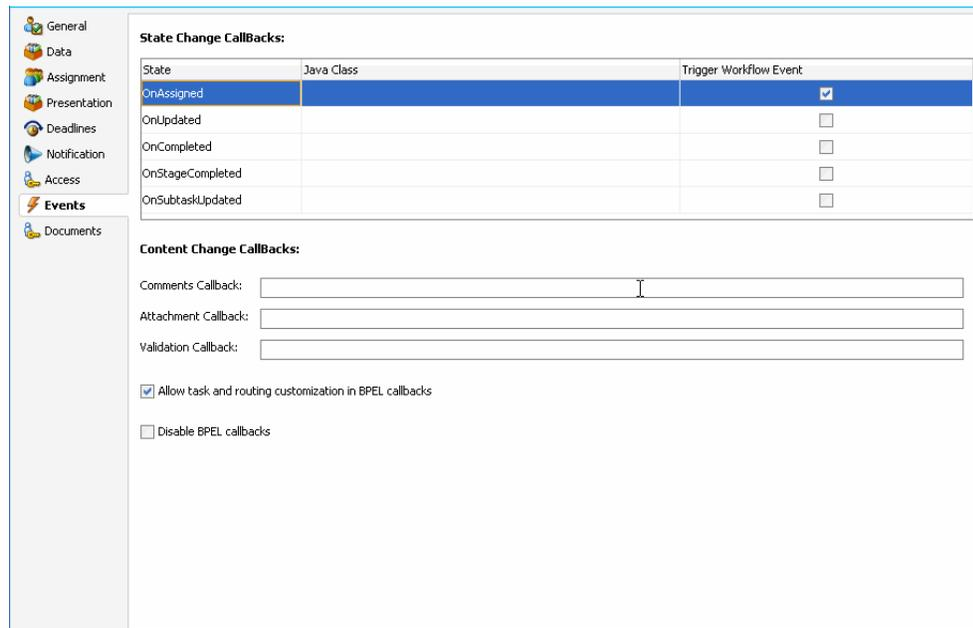 General
Data
Assignment
Presentation
Deadlines
Notification
Access
Events
Documents
State Change CallBacks:
State Java Class Trigger Workflow Event
OnAssigned
OnUpdated
OnCompleted
OnStageCompleted
OnSubtaskUpdated
Content Change CallBacks:
Comments Callback:
Attachment Callback:
Validation Callback:
Allow task and routing customization in BPEL callbacks
Disable BPEL callbacks